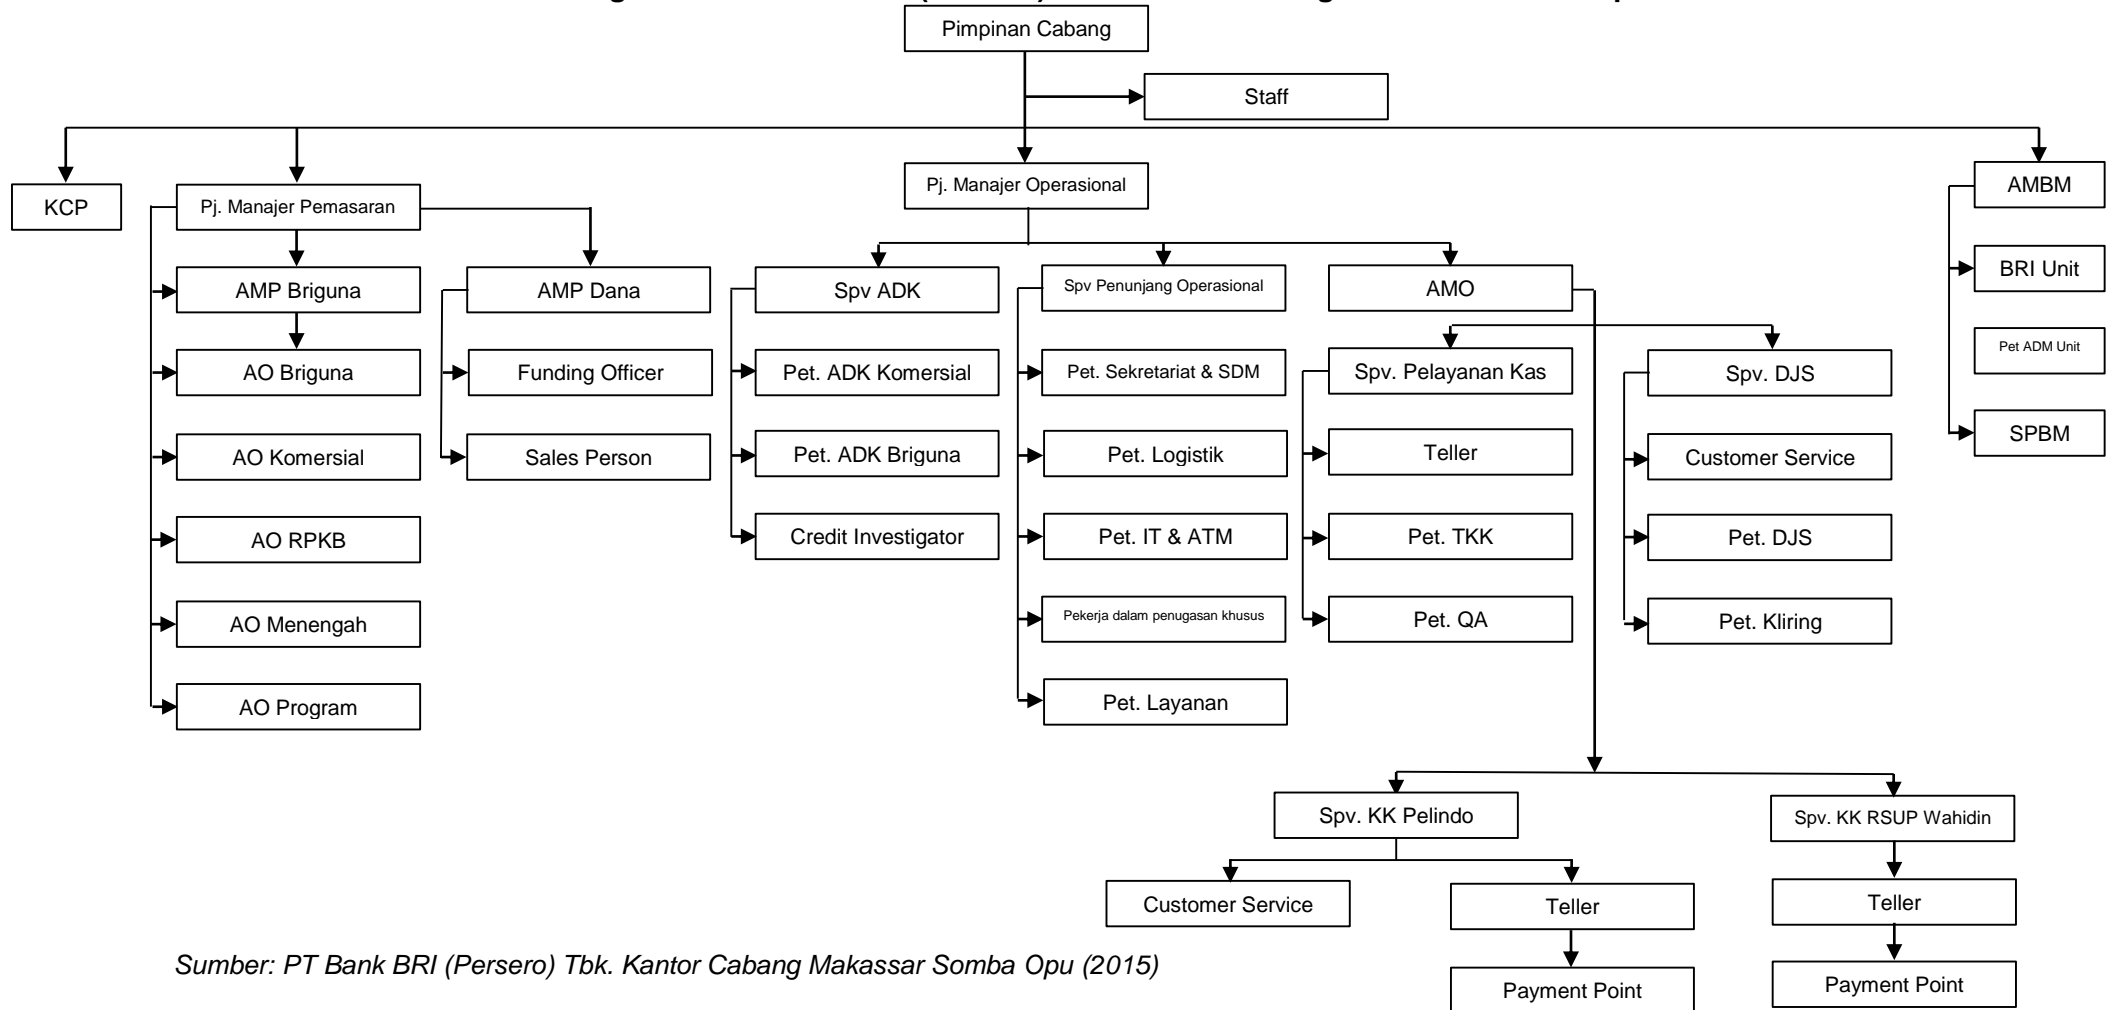 Pimpinan Cabang
Staff
KCP
Pj. Manajer Pemasaran
Pj. Manajer Operasional
AMBM
AMP Briguna
AMP Dana
Spv ADK
Spv Penunjang Operasional
AMO
BRI Unit
AO Briguna
Funding Officer
Pet. ADK Komersial
Pet. Sekretariat & SDM
Spv. Pelayanan Kas
Spv. DJS
Pet ADM Unit
AO Komersial
Sales Person
Pet. ADK Briguna
Pet. Logistik
Teller
Customer Service
SPBM
AO RPKB
Credit Investigator
Pet. IT & ATM
Pet. TKK
Pet. DJS
AO Menengah
Pekerja dalam penugasan khusus
Pet. QA
Pet. Kliring
AO Program
Pet. Layanan
Spv. KK Pelindo
Spv. KK RSUP Wahidin
Customer Service
Teller
Teller
Payment Point
Payment Point
Sumber: PT Bank BRI (Persero) Tbk. Kantor Cabang Makassar Somba Opu (2015)